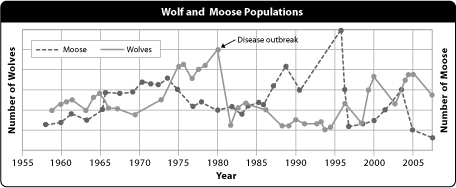 Wolf and Moose Populations
Moose
Wolves
Disease outbreak
Number of Wolves
Number of Moose
1955 1960 1965 1970 1975 1980 1985 1990 1995 2000 2005
Year